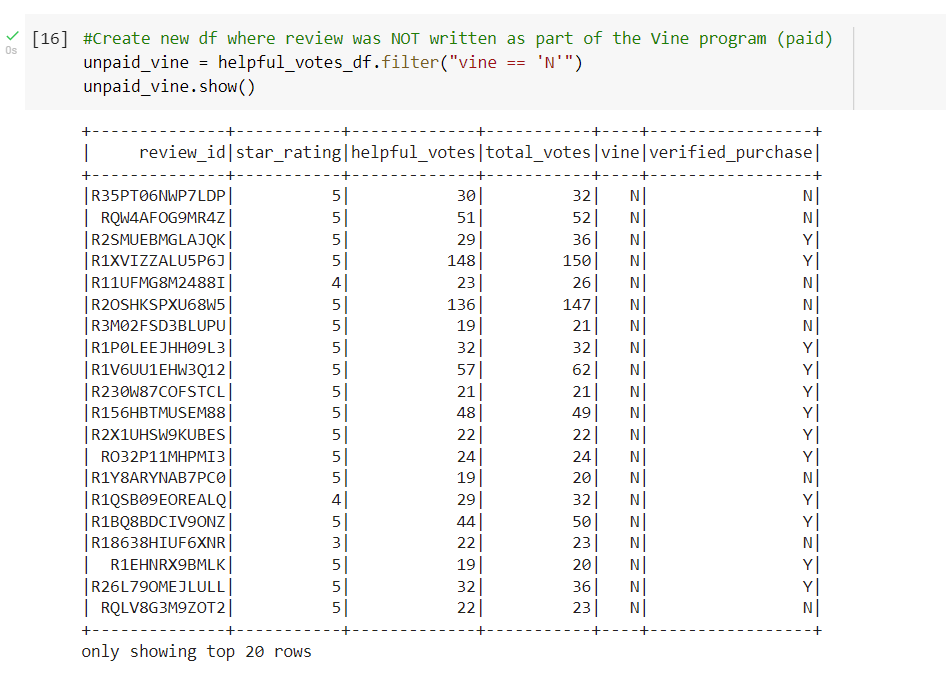 [16] #Create new df where review was NOT written as part of the Vine program (paid)
0s
unpaid_vine = helpful_votes_df.filter("vine == 'N'")
unpaid_vine.show()
+--------------+-----------+-------------+-----------+----+-----------------+
|     review_id|star_rating|helpful_votes|total_votes|vine|verified_purchase|
+--------------+-----------+-------------+-----------+----+-----------------+
|R35PT06NWP7LDP|          5|           30|         32|   N|                N|
| RQW4AFOG9MR4Z|          5|           51|         52|   N|                N|
|R2SMUEBMGLAJQK|          5|           29|         36|   N|                Y|
|R1XVIZZALU5P6J|          5|          148|        150|   N|                Y|
|R11UFMG8M2488I|          4|           23|         26|   N|                N|
|R2OSHKSPXU68W5|          5|          136|        147|   N|                N|
|R3M02FSD3BLUPU|          5|           19|         21|   N|                N|
|R1P0LEEJHH09L3|          5|           32|         32|   N|                Y|
|R1V6UU1EHW3Q12|          5|           57|         62|   N|                Y|
|R230W87COFSTCL|          5|           21|         21|   N|                Y|
|R156HBTMUSEM88|          5|           48|         49|   N|                Y|
|R2X1UHSW9KUBES|          5|           22|         22|   N|                Y|
| RO32P11MHPMI3|          5|           24|         24|   N|                Y|
|R1Y8ARYNAB7PC0|          5|           19|         20|   N|                N|
|R1QSB09EOREALQ|          4|           29|         32|   N|                Y|
|R1BQ8BDCIV9ONZ|          5|           44|         50|   N|                Y|
|R18638HIUF6XNR|          3|           22|         23|   N|                N|
|  R1EHNRX9BMLK|          5|           19|         20|   N|                Y|
|R26L79OMEJLULL|          5|           32|         36|   N|                Y|
| RQLV8G3M9ZOT2|          5|           22|         23|   N|                N|
+--------------+-----------+-------------+-----------+----+-----------------+
only showing top 20 rows